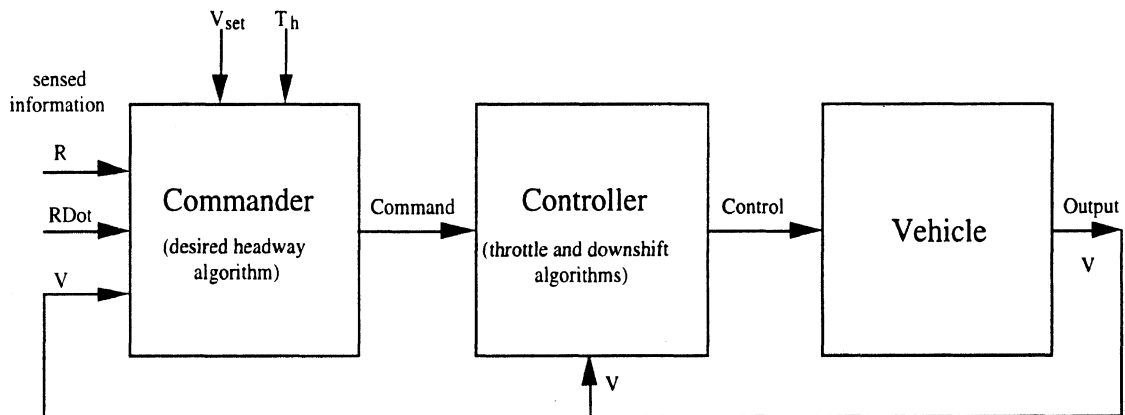 V_set T_h
sensed
information
R
RDot
V
Commander
(desired headway
algorithm)
Command
Controller
(throttle and downshift
algorithms)
Control
Vehicle
Output
V
V